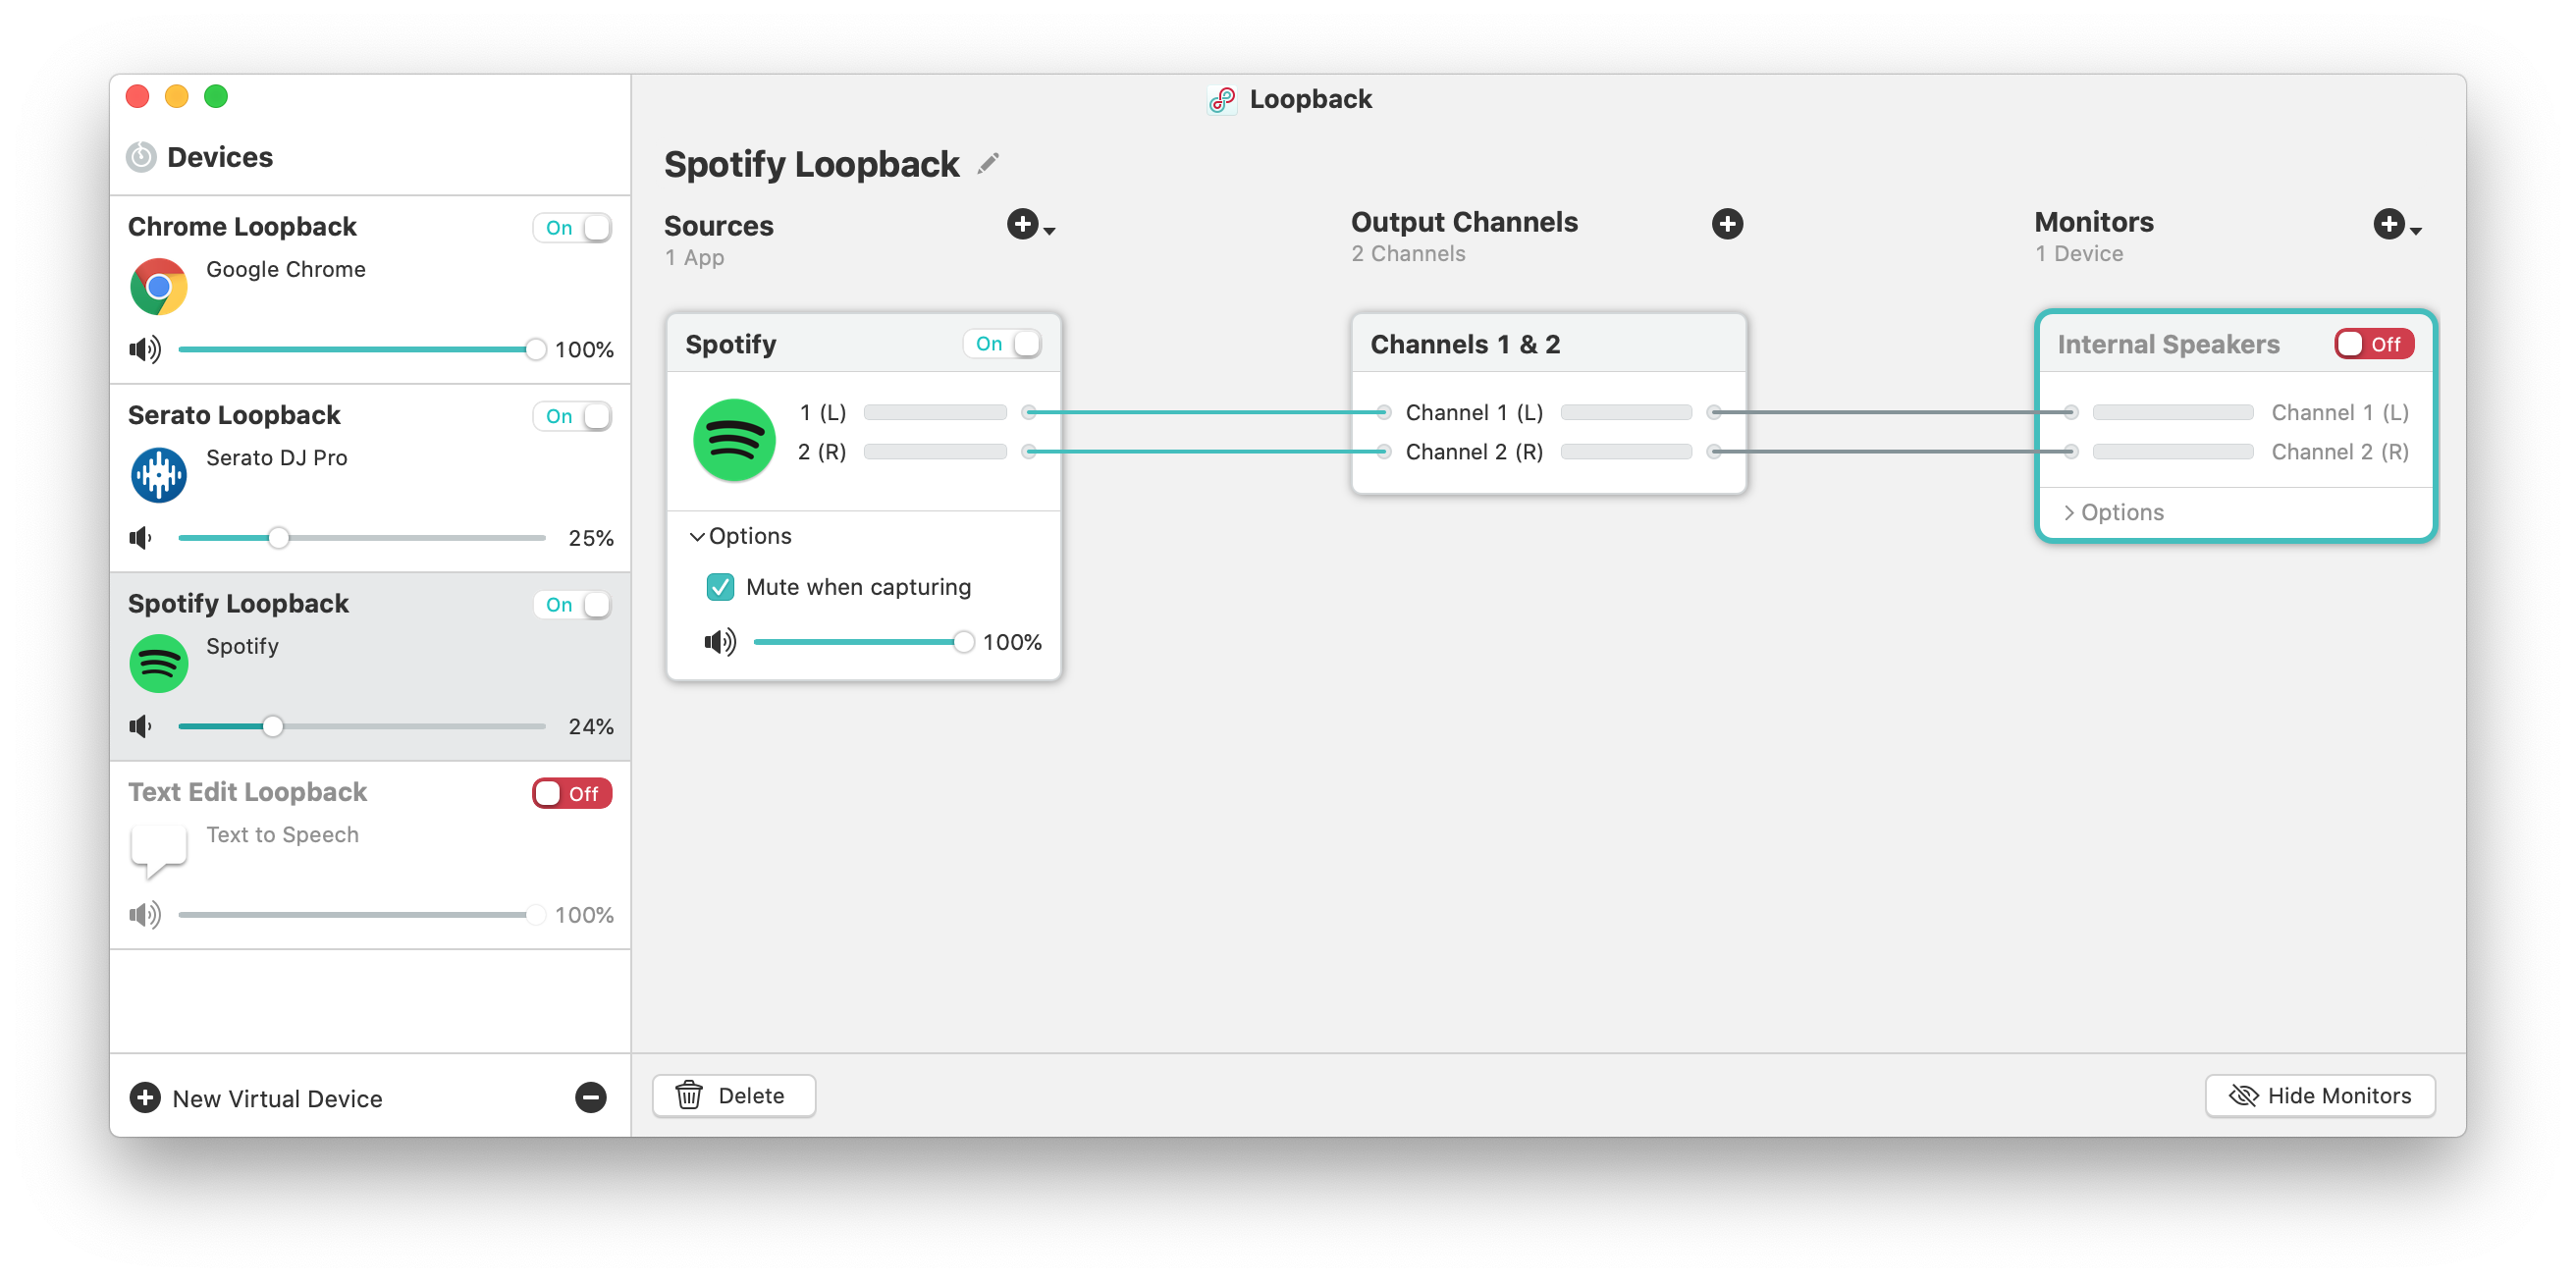 Loopback
Devices
Chrome Loopback
On
Google Chrome
100%
Serato Loopback
On
Serato DJ Pro
25%
Spotify Loopback
On
Spotify
24%
Text Edit Loopback
Off
Text to Speech
100%
New Virtual Device
Spotify Loopback
Sources
1 App
Spotify
On
1 (L)
2 (R)
Options
Mute when capturing
100%
Output Channels
2 Channels
Channels 1 & 2
Channel 1 (L)
Channel 2 (R)
Monitors
1 Device
Internal Speakers
Off
Channel 1 (L)
Channel 2 (R)
Options
Delete
Hide Monitors